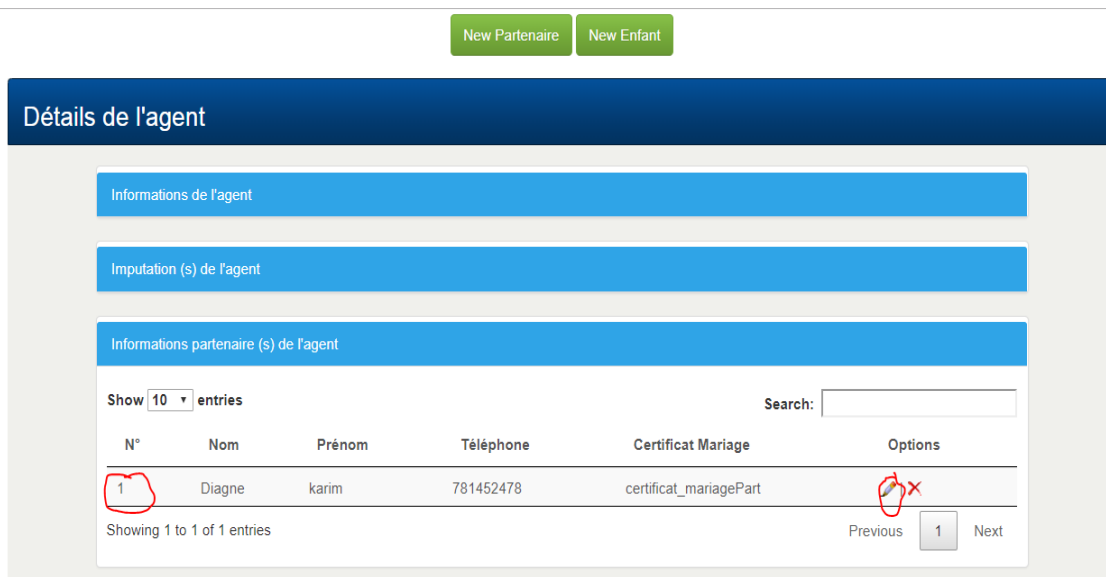 New Partenaire New Enfant
Détails de l'agent
Informations de l'agent
Imputation (s) de l'agent
Informations partenaire (s) de l'agent
Show 10 entries Search:
N° Nom Prénom Téléphone Certificat Mariage Options
1 Diagne karim 781452478 certificat_mariagePart
Showing 1 to 1 of 1 entries Previous 1 Next